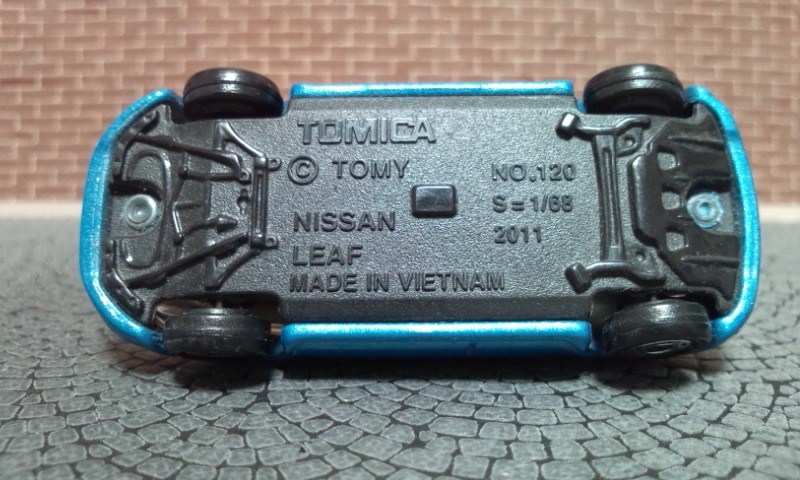 TOMICA
© TOMY
NO.120
S=1/68
2011
NISSAN
LEAF
MADE IN VIETNAM